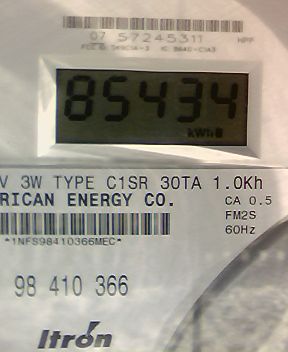 07 57245311
85434
kWh
V 3W TYPE C1SR 30TA 1.0Kh
RICAN ENERGY CO.
CA 0.5
FM2S
60Hz
*1NFS98410366MEC*
98 410 366
Itron